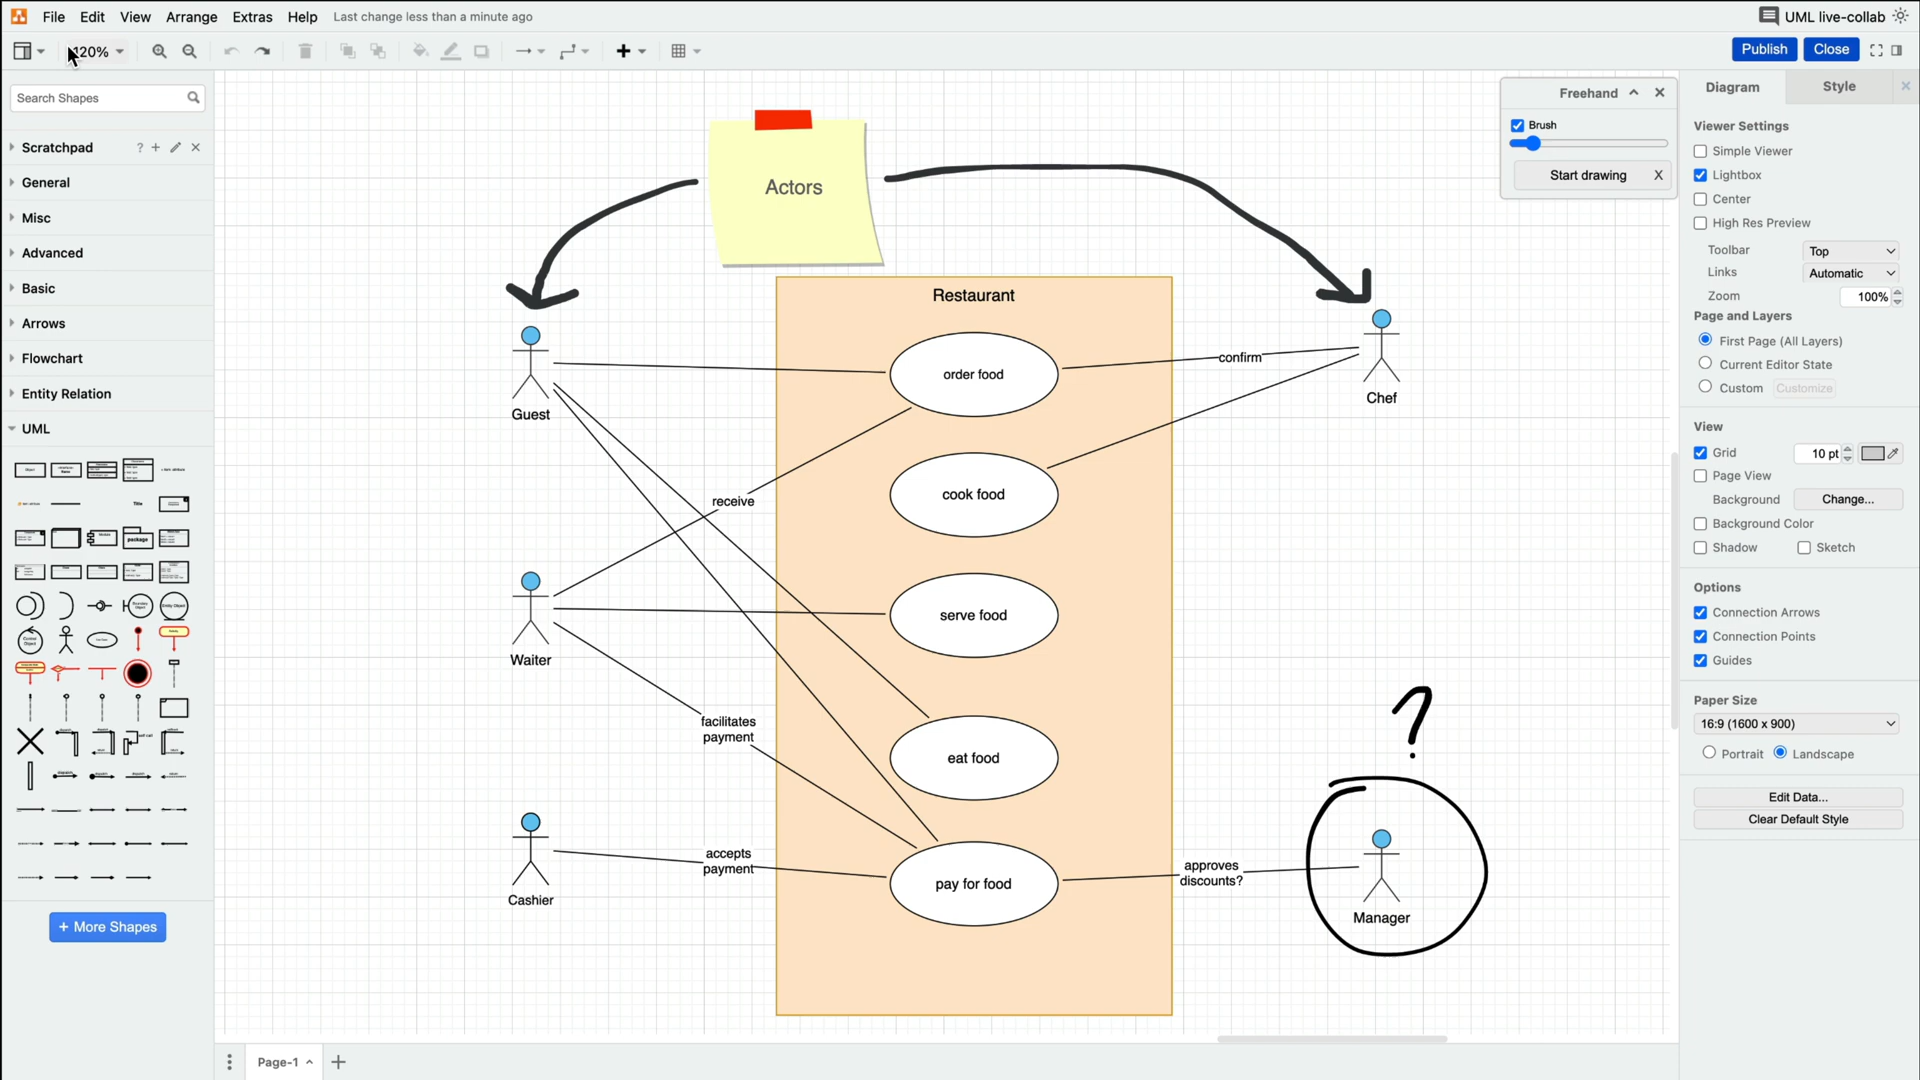 File Edit View Arrange Extras Help Last change less than a minute ago
UML live-collab
120%
Publish Close
Search Shapes
Scratchpad ? + ×
General
Misc
Advanced
Basic
Arrows
Flowchart
Entity Relation
UML
Title
package
+ More Shapes
Actors
Restaurant
order food
cook food
serve food
eat food
pay for food
Guest
Waiter
Cashier
Chef
Manager
confirm
receive
facilitates
payment
accepts
payment
approves
discounts?
?
Freehand
Brush
Start drawing X
Diagram Style
Viewer Settings
Simple Viewer
Lightbox
Center
High Res Preview
Toolbar Top
Links Automatic
Zoom 100%
Page and Layers
First Page (All Layers)
Current Editor State
Custom Customize
View
Grid 10 pt
Page View
Background Change...
Background Color
Shadow Sketch
Options
Connection Arrows
Connection Points
Guides
Paper Size
16:9 (1600 x 900)
Portrait Landscape
Edit Data...
Clear Default Style
Page-1